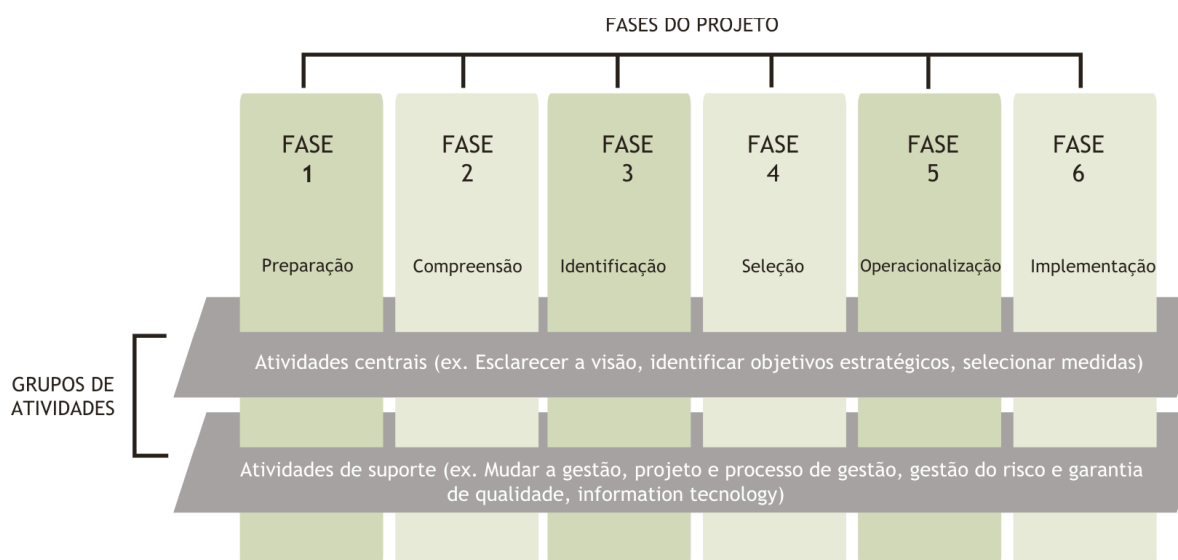 FASES DO PROJETO
FASE
1
FASE
2
FASE
3
FASE
4
FASE
5
FASE
6
Preparação
Compreensão
Identificação
Seleção
Operacionalização
Implementação
Atividades centrais (ex. Esclarecer a visão, identificar objetivos estratégicos, selecionar medidas)
GRUPOS DE
ATIVIDADES
Atividades de suporte (ex. Mudar a gestão, projeto e processo de gestão, gestão do risco e garantia
de qualidade, information tecnology)